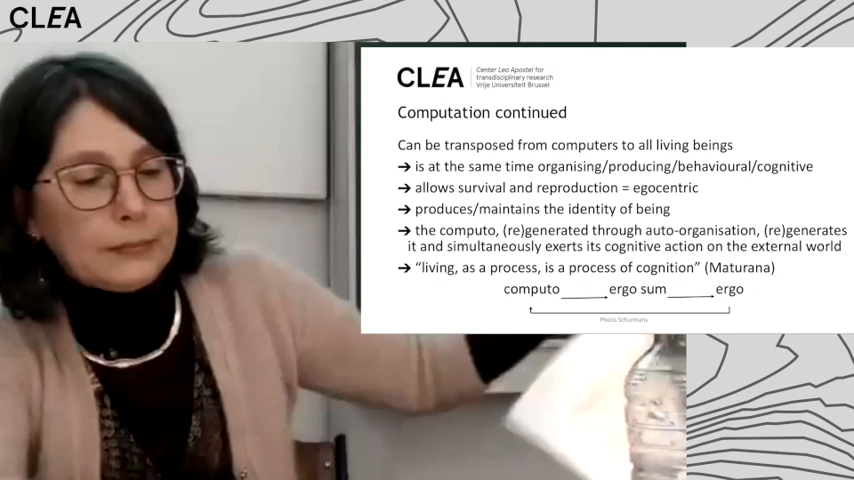 CLEA
CLEA
Center Leo Apostel for
transdisciplinary research
Vrije Universiteit Brussel
Computation continued
Can be transposed from computers to all living beings
➔ is at the same time organising/producing/behavioural/cognitive
➔ allows survival and reproduction = egocentric
➔ produces/maintains the identity of being
➔ the computo, (re)generated through auto-organisation, (re)generates
it and simultaneously exerts its cognitive action on the external world
➔ “living, as a process, is a process of cognition” (Maturana)
computo ergo sum ergo
Photis Schurmans